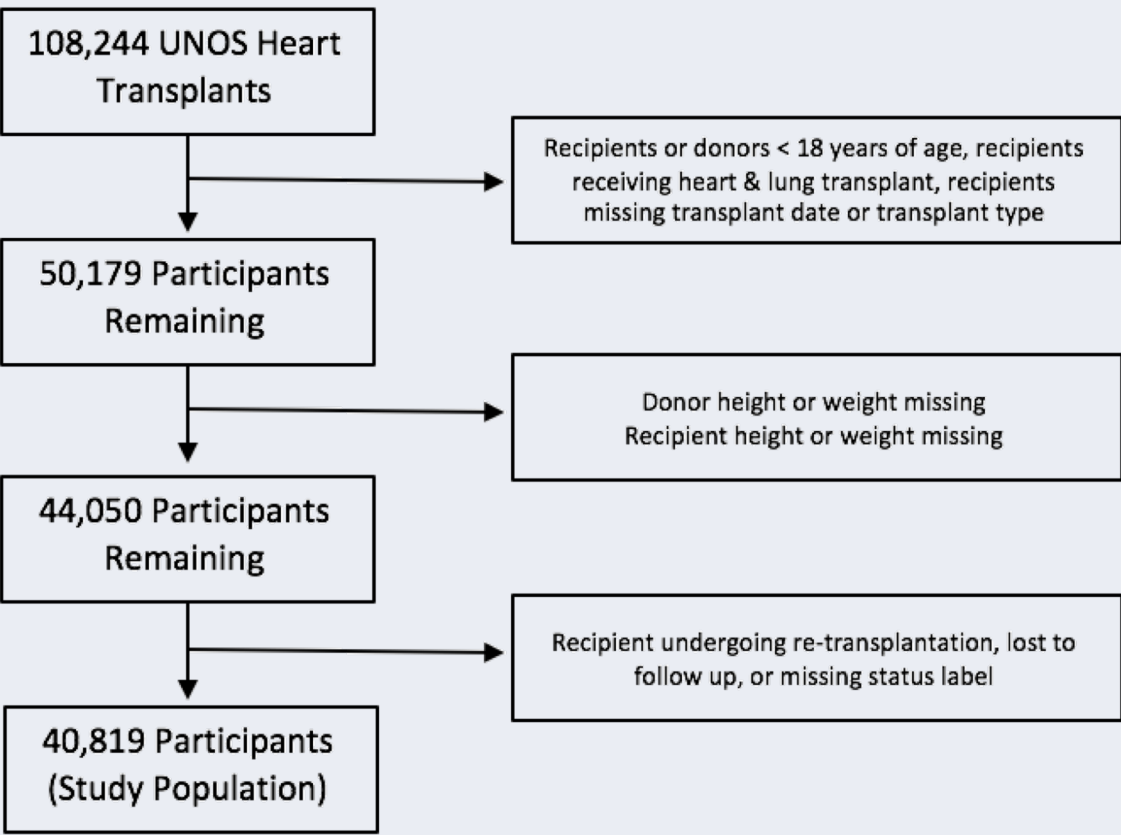 108,244 UNOS Heart
Transplants
Recipients or donors < 18 years of age, recipients
receiving heart & lung transplant, recipients
missing transplant date or transplant type
50,179 Participants
Remaining
Donor height or weight missing
Recipient height or weight missing
44,050 Participants
Remaining
Recipient undergoing re-transplantation, lost to
follow up, or missing status label
40,819 Participants
(Study Population)